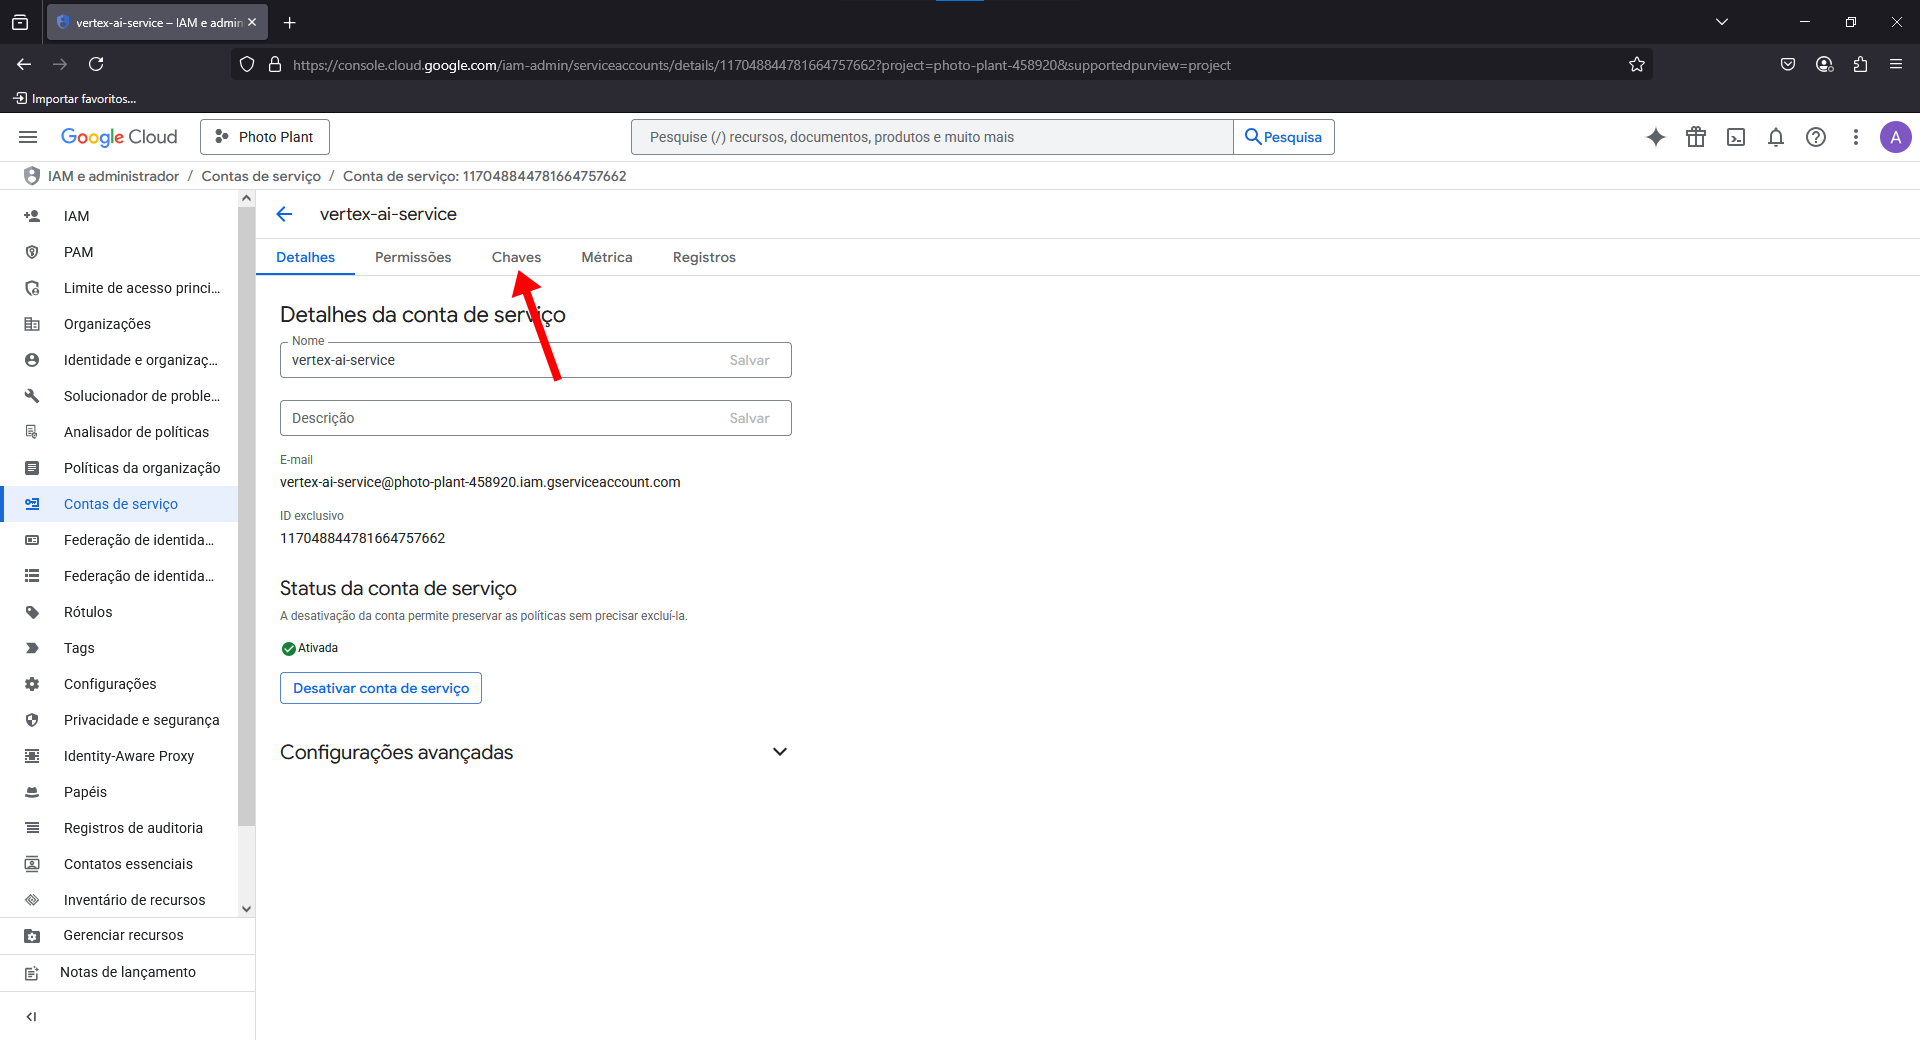 vertex-ai-service – IAM e admin
https://console.cloud.google.com/iam-admin/serviceaccounts/details/117048844781664757662?project=photo-plant-458920&supportedpurview=project
Importar favoritos...
Google Cloud
Photo Plant
Pesquise (/) recursos, documentos, produtos e muito mais
Pesquisa
A
IAM e administrador / Contas de serviço / Conta de serviço: 117048844781664757662
IAM
PAM
Limite de acesso princi...
Organizações
Identidade e organizaç...
Solucionador de proble...
Analisador de políticas
Políticas da organização
Contas de serviço
Federação de identida...
Federação de identida...
Rótulos
Tags
Configurações
Privacidade e segurança
Identity-Aware Proxy
Papéis
Registros de auditoria
Contatos essenciais
Inventário de recursos
Gerenciar recursos
Notas de lançamento
vertex-ai-service
Detalhes
Permissões
Chaves
Métrica
Registros
Detalhes da conta de serviço
Nome
vertex-ai-service
Salvar
Descrição
Salvar
E-mail
vertex-ai-service@photo-plant-458920.iam.gserviceaccount.com
ID exclusivo
117048844781664757662
Status da conta de serviço
A desativação da conta permite preservar as políticas sem precisar excluí-la.
Ativada
Desativar conta de serviço
Configurações avançadas